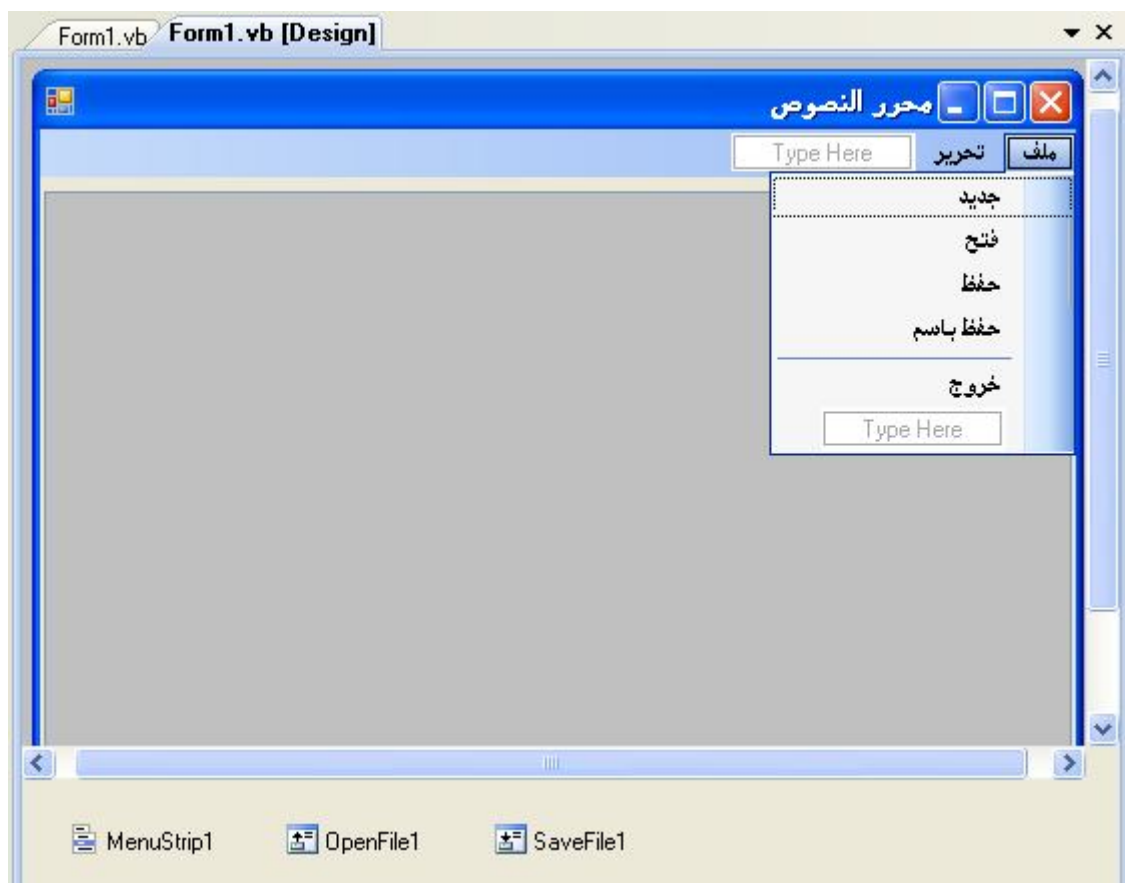 Form1.vb Form1.vb [Design]
محرر النصوص
ملف تحرير Type Here
جديد
فتح
حفظ
حفظ باسم
خروج
Type Here
MenuStrip1 OpenFile1 SaveFile1